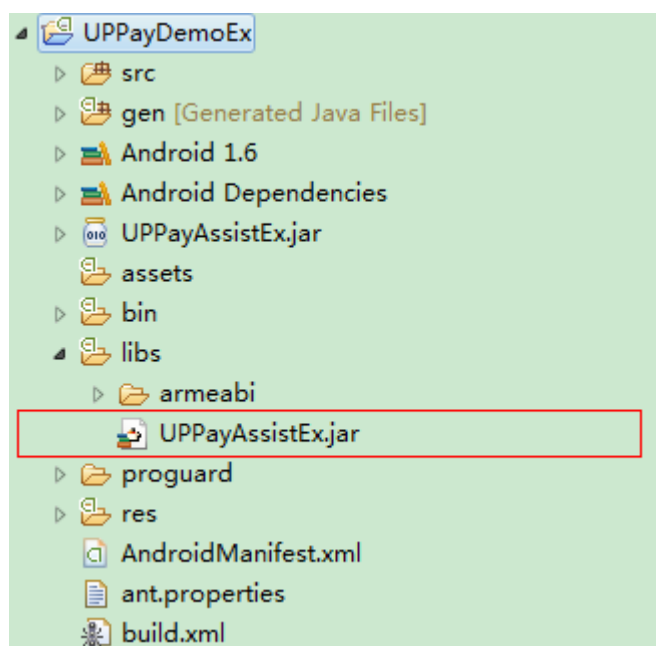 UPPayDemoEx
src
gen [Generated Java Files]
Android 1.6
Android Dependencies
UPPayAssistEx.jar
assets
bin
libs
armeabi
UPPayAssistEx.jar
proguard
res
AndroidManifest.xml
ant.properties
build.xml